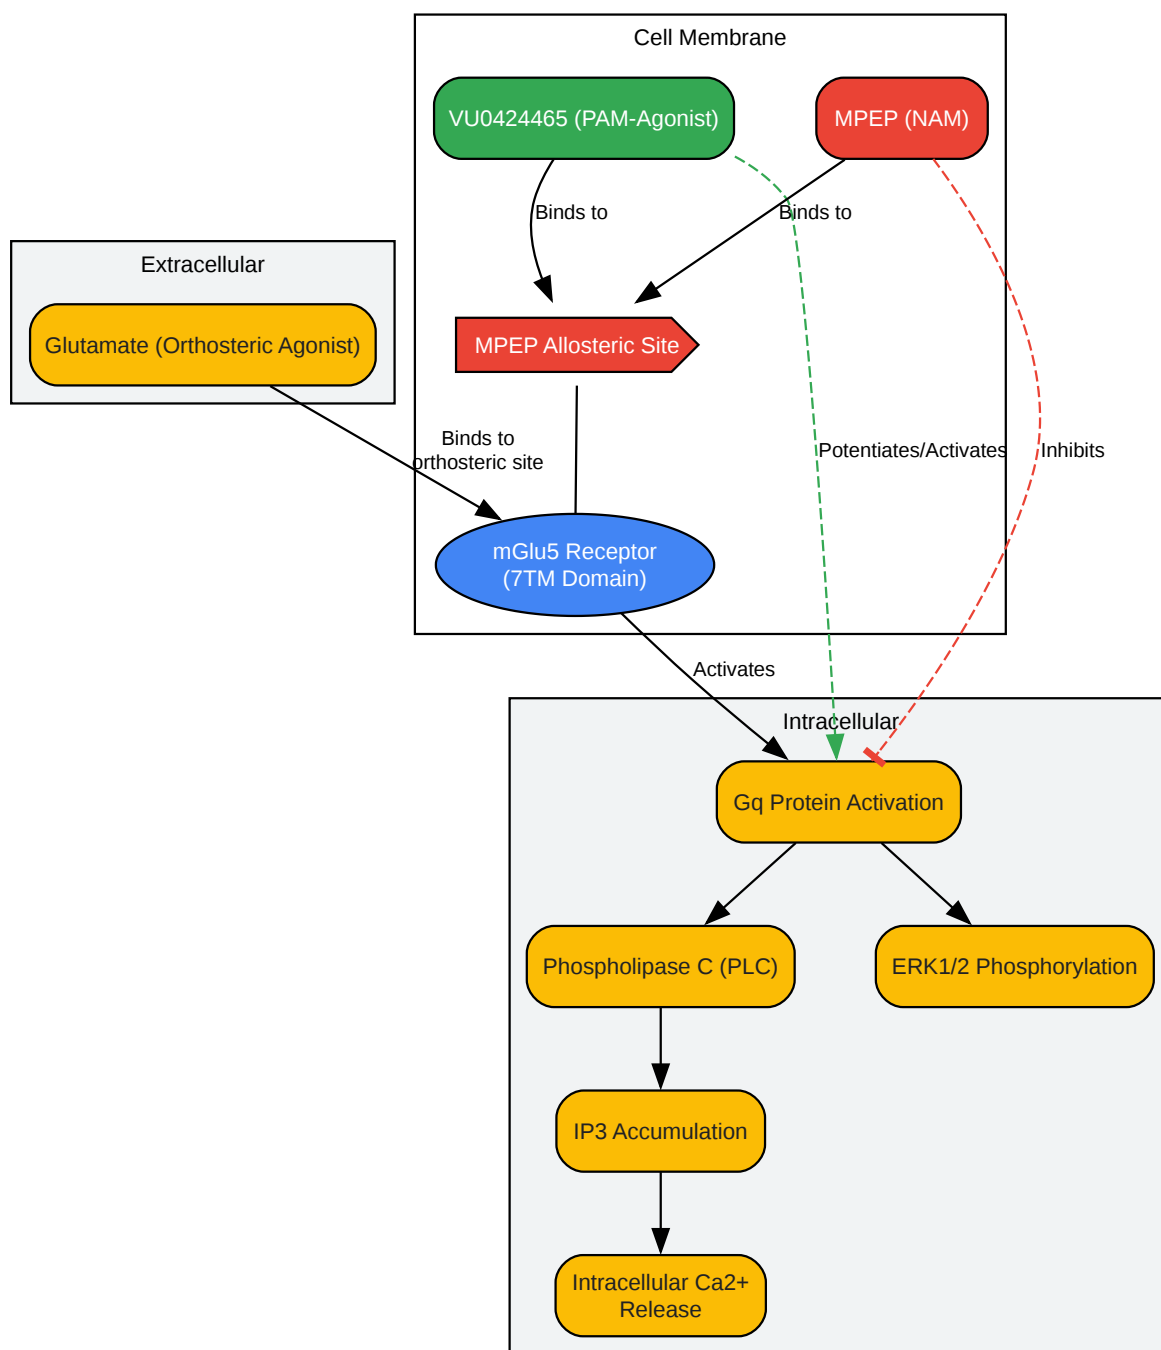 Cell Membrane
VU0424465 (PAM-Agonist)
MPEP (NAM)
Binds to
Binds to
Extracellular
Glutamate (Orthosteric Agonist)
MPEP Allosteric Site
Binds to
orthosteric site
Potentiates/Activates
Inhibits
mGlu5 Receptor
(7TM Domain)
Activates
Intracellular
Gq Protein Activation
Phospholipase C (PLC)
ERK1/2 Phosphorylation
IP3 Accumulation
Intracellular Ca2+
Release